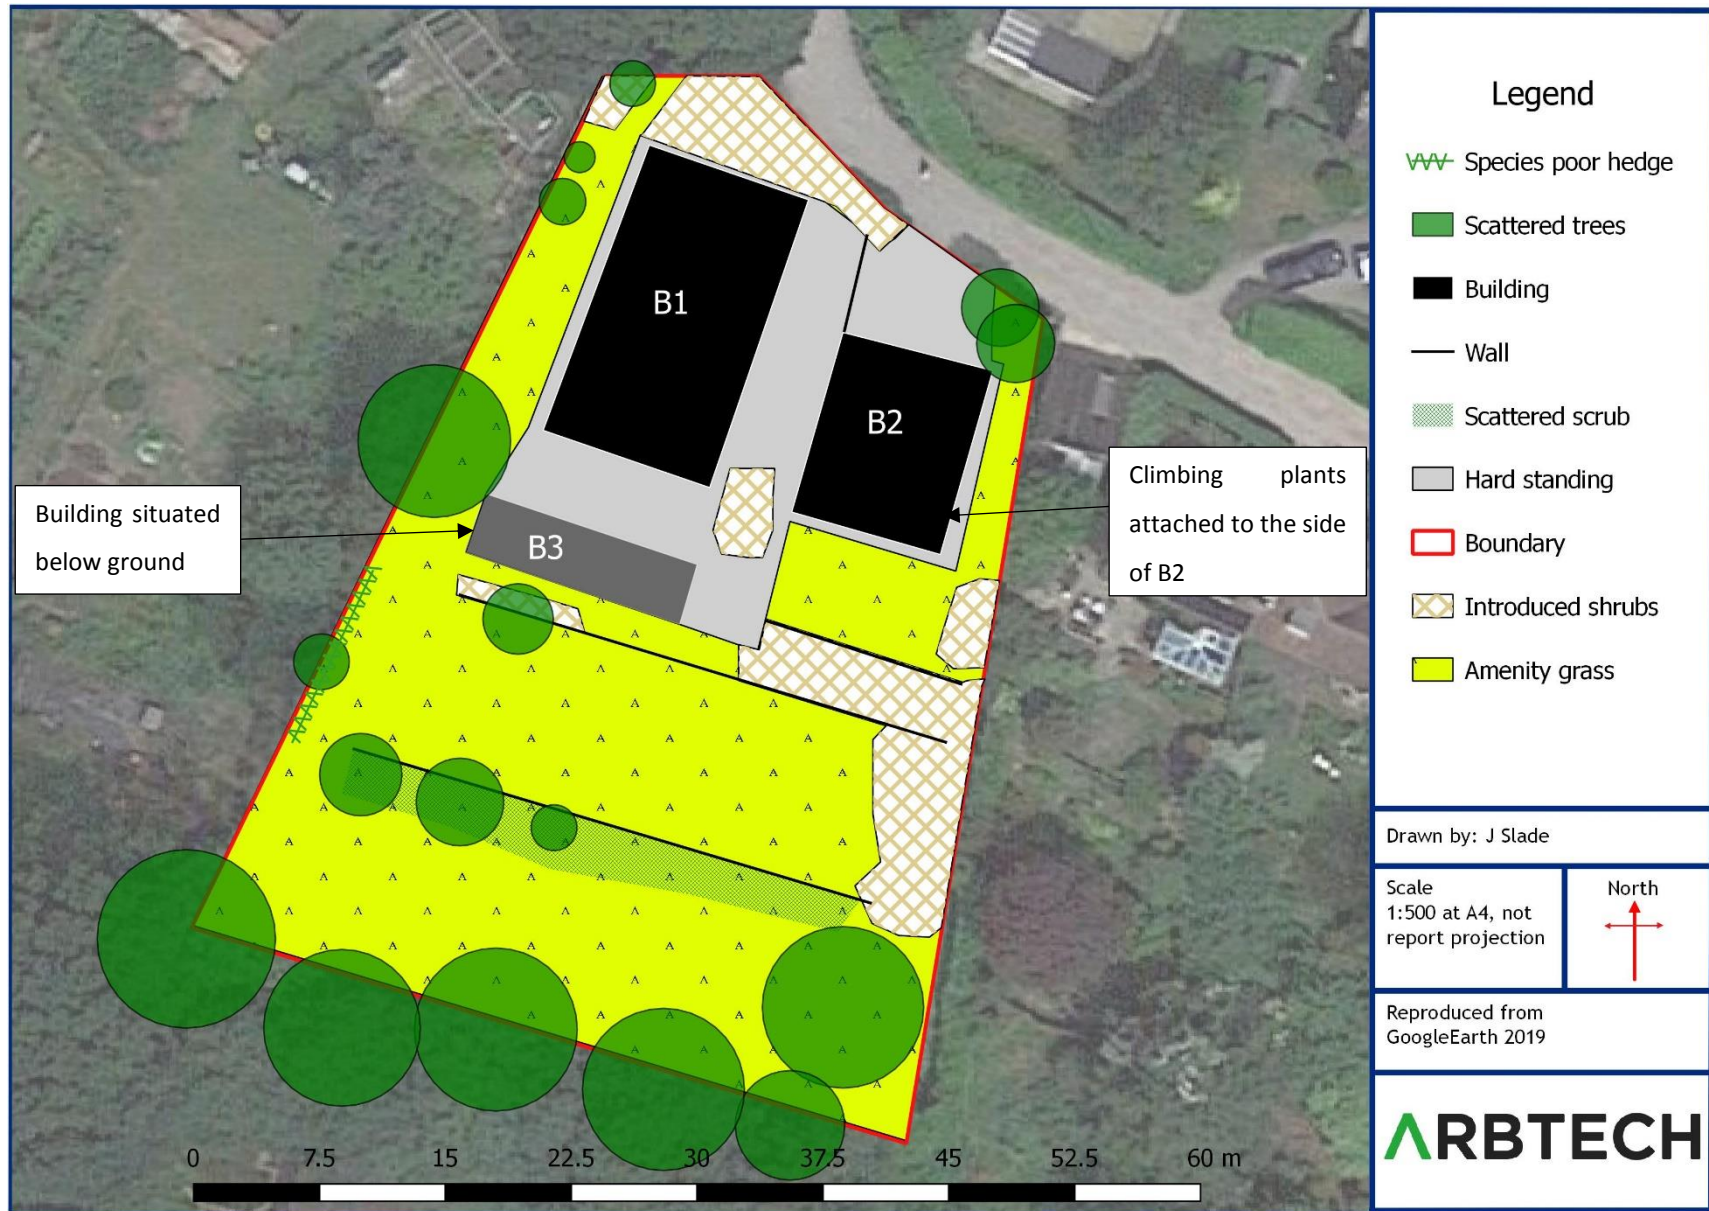 B1
B2
B3
Building situated
below ground
Climbing plants
attached to the side
of B2
0 7.5 15 22.5 30 37.5 45 52.5 60 m
Legend
Species poor hedge
Scattered trees
Building
Wall
Scattered scrub
Hard standing
Boundary
Introduced shrubs
Amenity grass
Drawn by: J Slade
Scale
1:500 at A4, not
report projection
North
Reproduced from
GoogleEarth 2019
ARBTECH